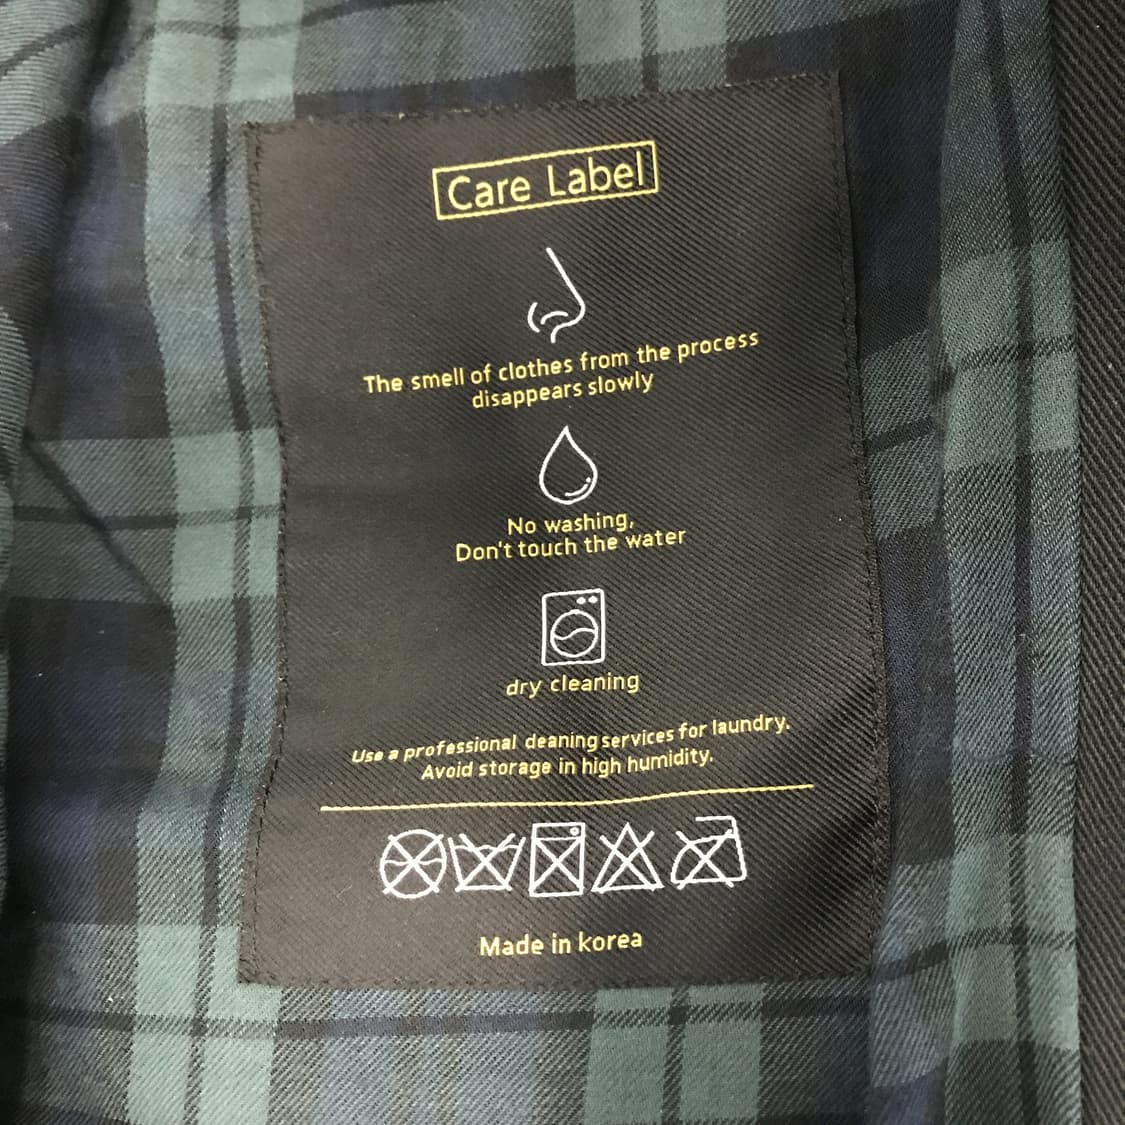 Care Label
The smell of clothes from the process
disappears slowly
No washing,
Don't touch the water
dry cleaning
Use a professional deaning services for laundry.
Avoid storage in high humidity.
Made in korea